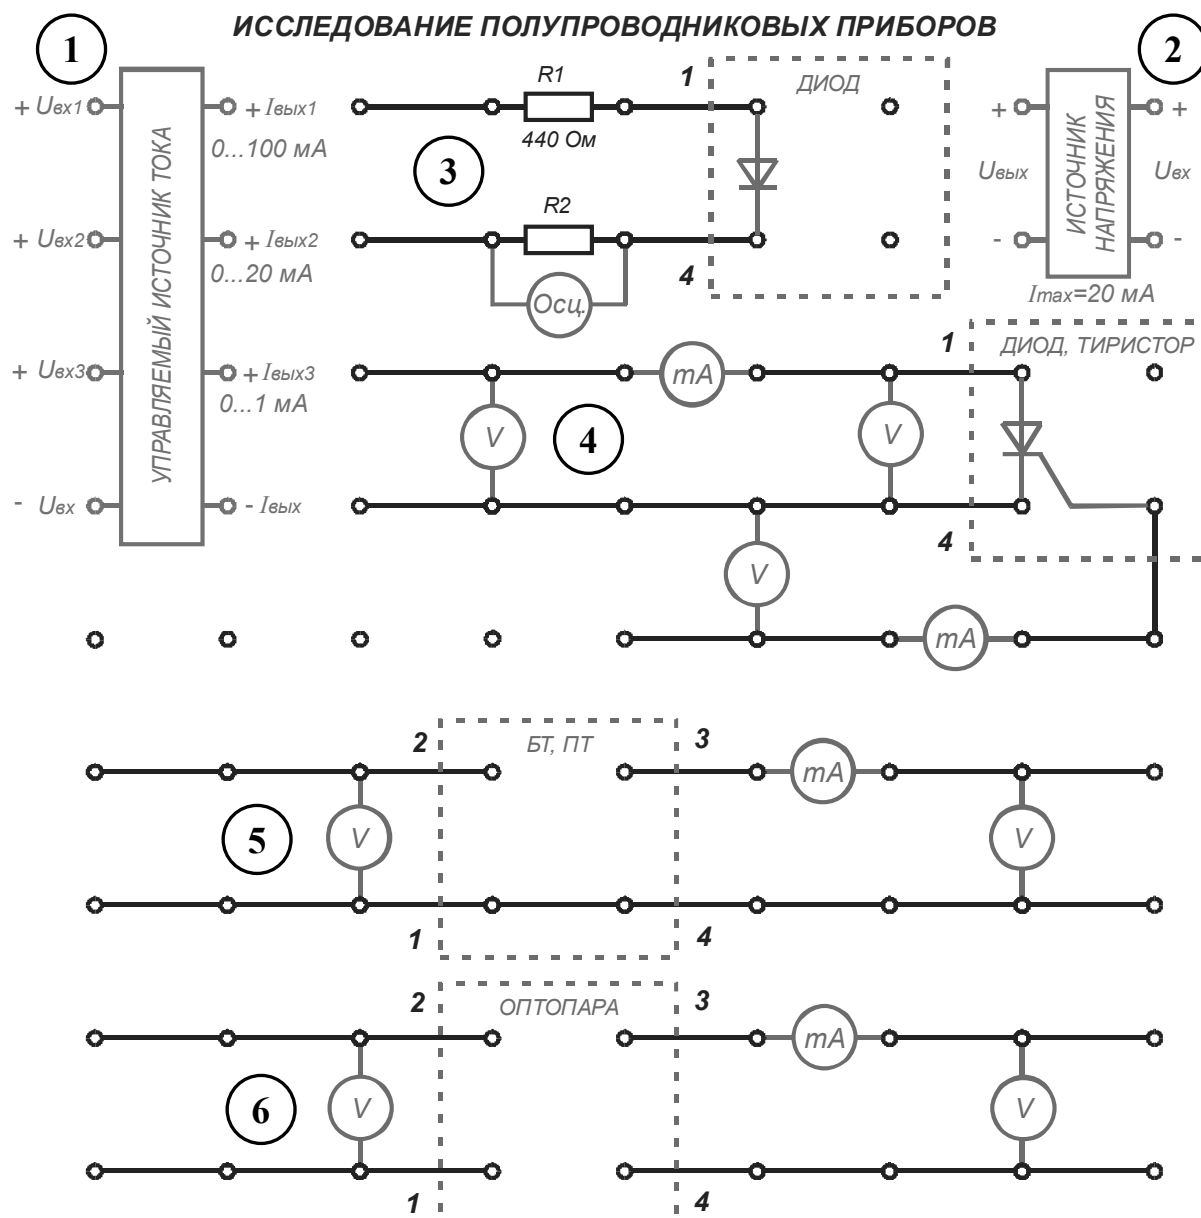 ИССЛЕДОВАНИЕ ПОЛУПРОВОДНИКОВЫХ ПРИБОРОВ
1
2
+ Uвх1
+ Uвх2
+ Uвх3
- Uвх
УПРАВЛЯЕМЫЙ ИСТОЧНИК ТОКА
+ Iвых1
0...100 мА
+ Iвых2
0...20 мА
+ Iвых3
0...1 мА
- Iвых
R1
440 Ом
3
R2
Осц.
1
ДИОД
4
+
Uвых
-
ИСТОЧНИК
НАПРЯЖЕНИЯ
+
Uвх
-
Imax=20 мА
1
ДИОД, ТИРИСТОР
mA
V
4
V
4
V
mA
2
БТ, ПТ
3
mA
5
V
V
1
4
2
ОПТОПАРА
3
mA
6
V
V
1
4